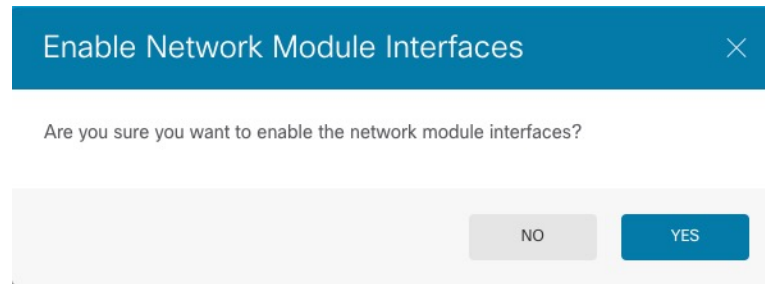 Enable Network Module Interfaces
Are you sure you want to enable the network module interfaces?
NO
YES